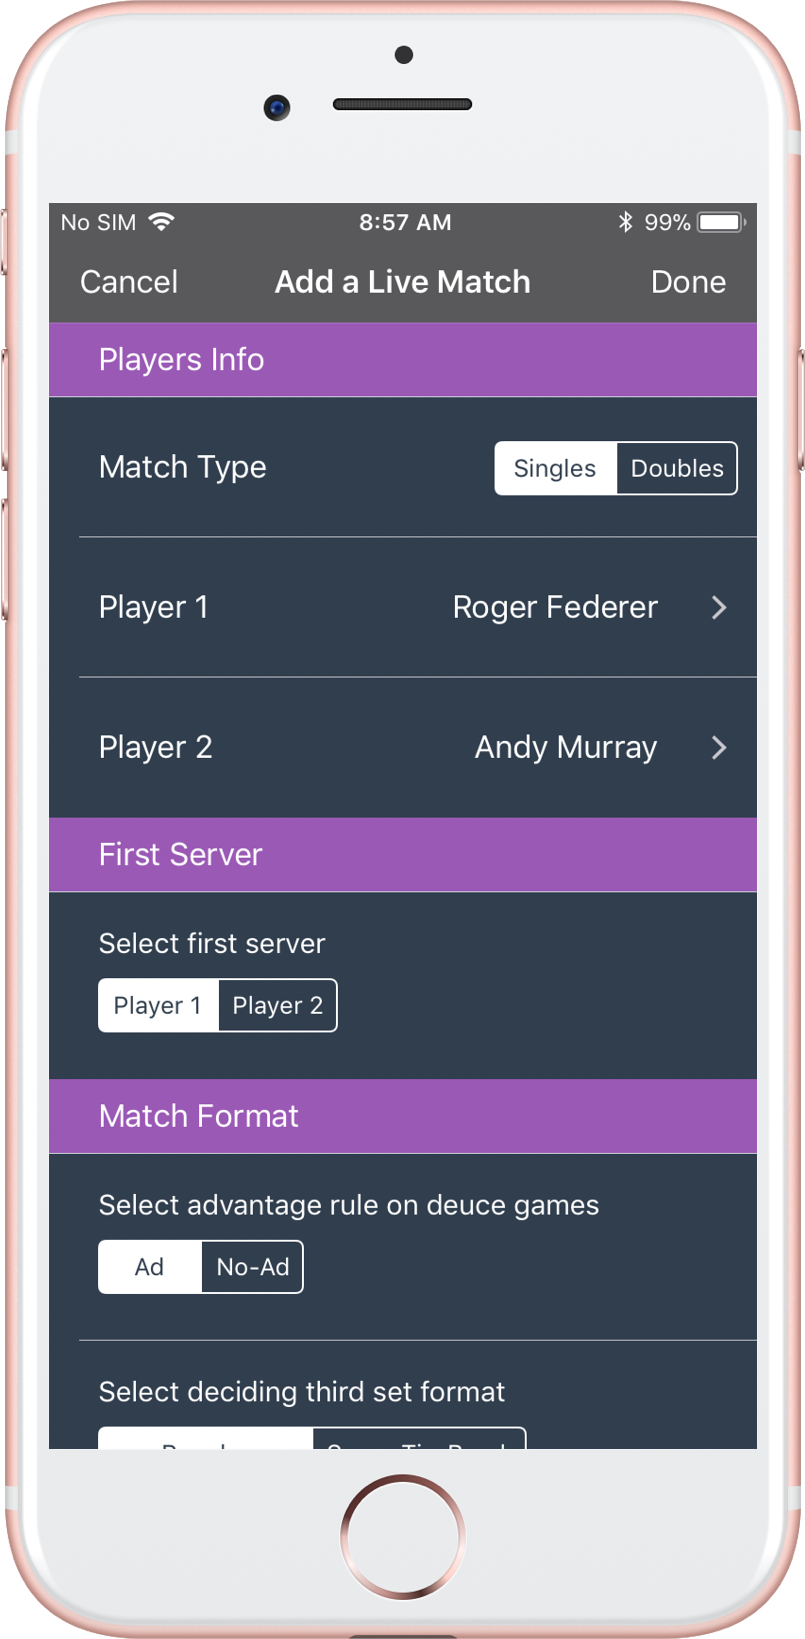 No SIM 8:57 AM 99%
Cancel Add a Live Match Done
Players Info
Match Type Singles Doubles
Player 1 Roger Federer
Player 2 Andy Murray
First Server
Select first server
Player 1 Player 2
Match Format
Select advantage rule on deuce games
Ad No-Ad
Select deciding third set format